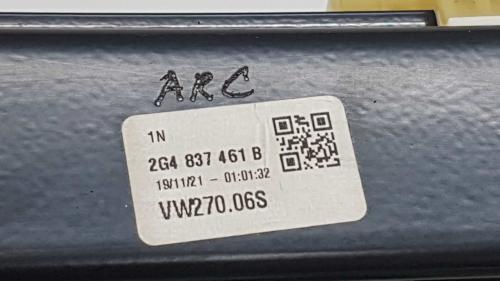 ARC
1N
2G4 837 461 B
19/11/21 - 01:01:32
VW270.06S